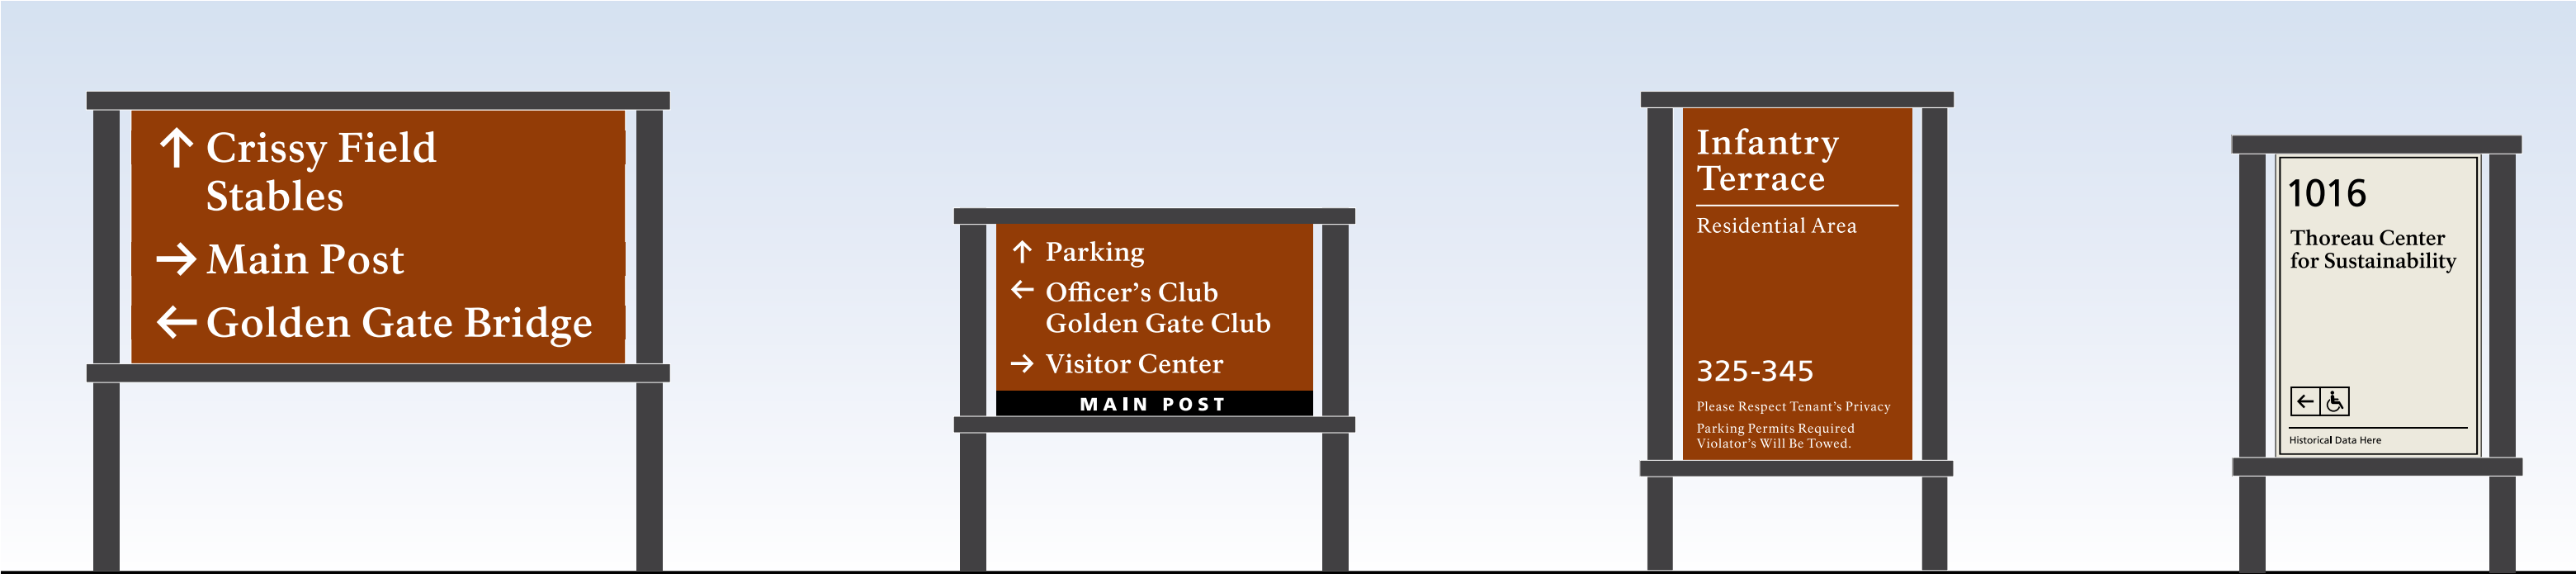 ↑ Crissy Field
Stables
→ Main Post
← Golden Gate Bridge
↑ Parking
← Officer's Club
Golden Gate Club
→ Visitor Center
MAIN POST
Infantry
Terrace
Residential Area
325-345
Please Respect Tenant's Privacy
Parking Permits Required
Violator's Will Be Towed.
1016
Thoreau Center
for Sustainability
←
Historical Data Here